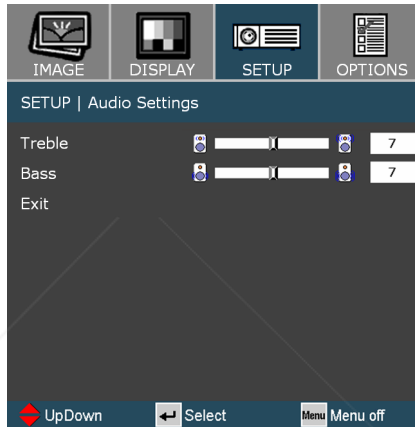 IMAGE DISPLAY SETUP OPTIONS
SETUP | Audio Settings
Treble 7
Bass 7
Exit
UpDown Select Menu Menu off